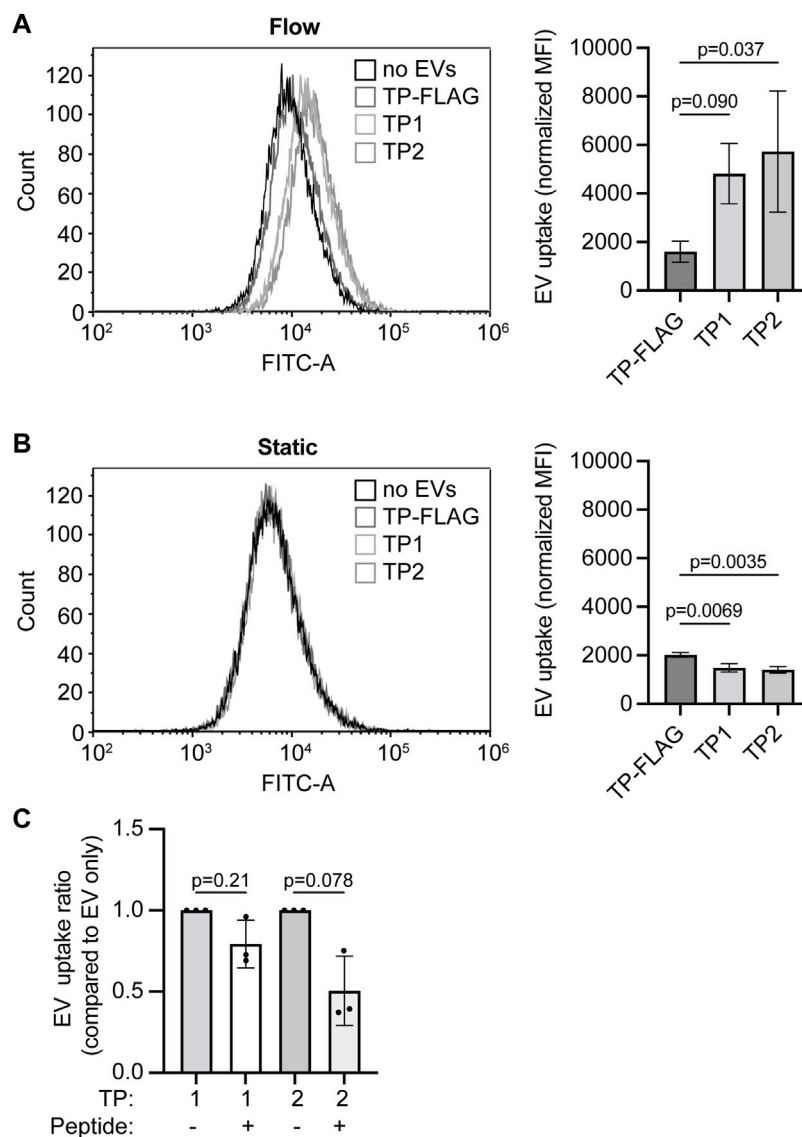 A
Flow
120
100
80
60
40
20
0
Count
10²
10³
10⁴
10⁵
10⁶
FITC-A
no EVs
TP-FLAG
TP1
TP2
10000
8000
6000
4000
2000
0
EV uptake (normalized MFI)
p=0.037
p=0.090
TP-FLAG
TP1
TP2
B
Static
120
100
80
60
40
20
0
Count
10²
10³
10⁴
10⁵
10⁶
FITC-A
no EVs
TP-FLAG
TP1
TP2
10000
8000
6000
4000
2000
0
EV uptake (normalized MFI)
p=0.0035
p=0.0069
TP-FLAG
TP1
TP2
C
1.5
1.0
0.5
0.0
EV uptake ratio
(compared to EV only)
p=0.21
p=0.078
TP: 1 1 2 2
Peptide: - + - +